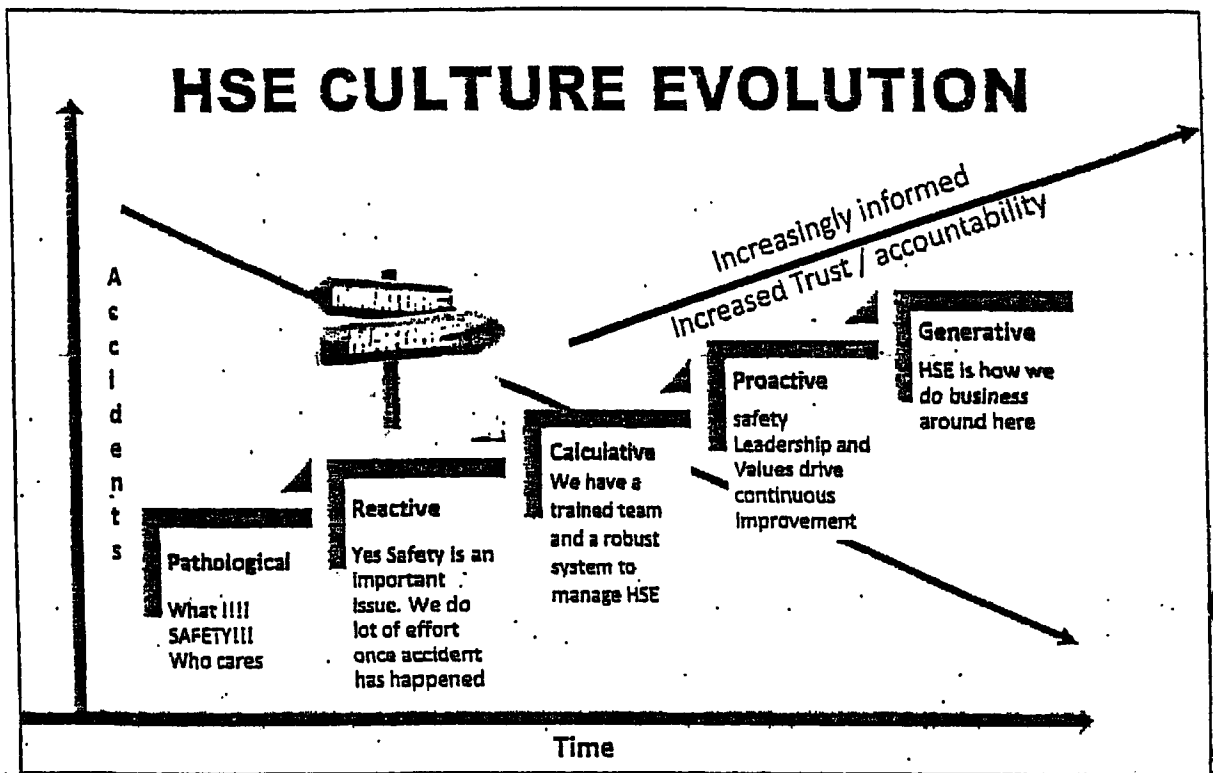 HSE CULTURE EVOLUTION
Accidents
Increasingly informed
Increased Trust / accountability
Generative
HSE is how we
do business
around here
Proactive
safety
Leadership and
Values drive
continuous
improvement
Calculative
We have a
trained team
and a robust
system to
manage HSE
Reactive
Yes Safety is an
important
issue. We do
lot of effort
once accident
has happened
Pathological
What !!!!
SAFETY!!!
Who cares
Time